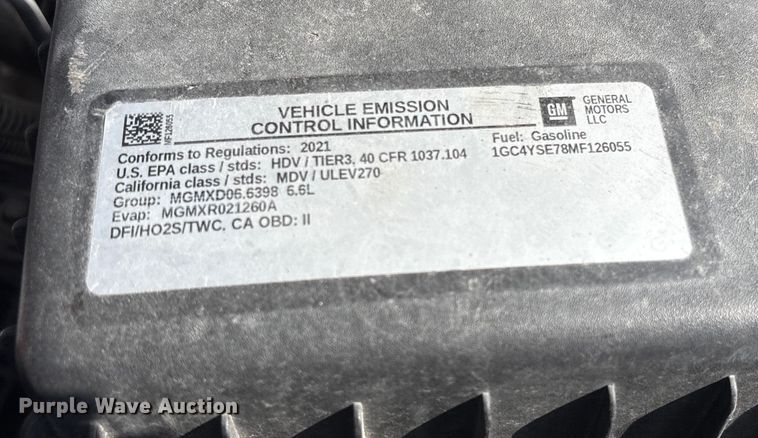 MF126055
VEHICLE EMISSION
CONTROL INFORMATION
GM
GENERAL
MOTORS
LLC
Conforms to Regulations: 2021
Fuel: Gasoline
U.S. EPA class / stds: HDV / TIER3, 40 CFR 1037.104
1GC4YSE78MF126055
California class / stds: MDV / ULEV270
Group: MGMXD06.6398 6.6L
Evap: MGMXR021260A
DFI/HO2S/TWC, CA OBD: II
Purple Wave Auction